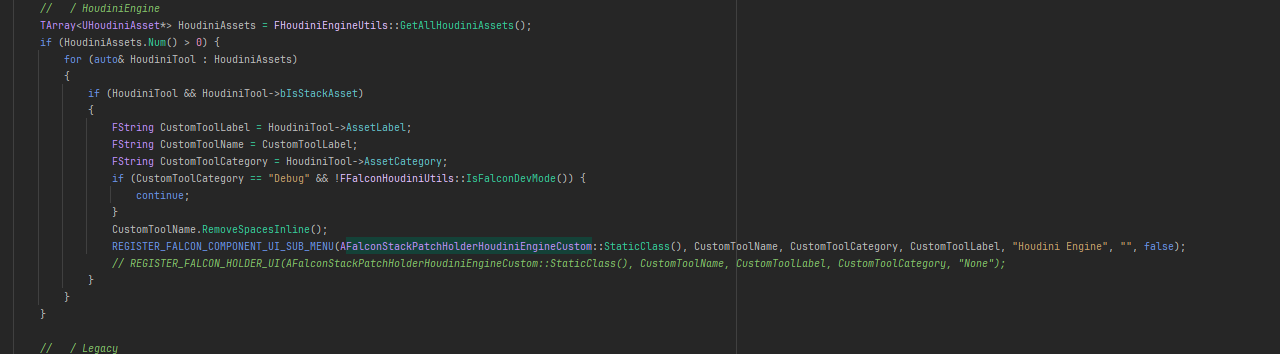 //   / HoudiniEngine
TArray<UHoudiniAsset*> HoudiniAssets = FHoudiniEngineUtils::GetAllHoudiniAssets();
if (HoudiniAssets.Num() > 0) {
for (auto& HoudiniTool : HoudiniAssets)
{
if (HoudiniTool && HoudiniTool->bIsStackAsset)
{
FString CustomToolLabel = HoudiniTool->AssetLabel;
FString CustomToolName = CustomToolLabel;
FString CustomToolCategory = HoudiniTool->AssetCategory;
if (CustomToolCategory == "Debug" && !FFalconHoudiniUtils::IsFalconDevMode()) {
continue;
}
CustomToolName.RemoveSpacesInline();
REGISTER_FALCON_COMPONENT_UI_SUB_MENU(AFalconStackPatchHolderHoudiniEngineCustom::StaticClass(), CustomToolName, CustomToolCategory, CustomToolLabel, "Houdini Engine", "", false);
// REGISTER_FALCON_HOLDER_UI(AFalconStackPatchHolderHoudiniEngineCustom::StaticClass(), CustomToolName, CustomToolLabel, CustomToolCategory, "None");
}
}
}
//   / Legacy